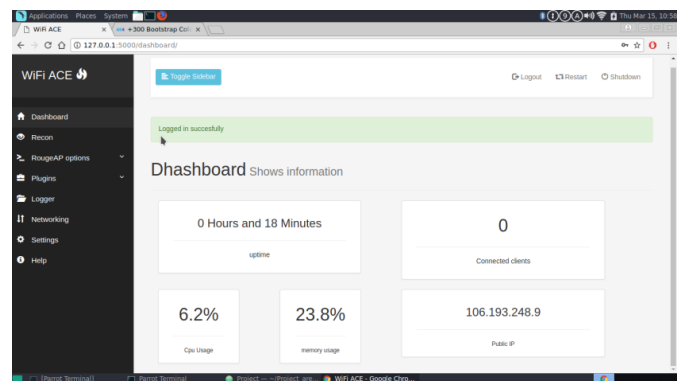 Applications Places System
Thu Mar 15, 10:58
WiFi ACE
+300 Bootstrap Col
127.0.0.1:5000/dashboard/
WiFi ACE
Toggle Sidebar
Logout
Restart
Shutdown
Dashboard
Recon
RougeAP options
Plugins
Logger
Networking
Settings
Help
Logged in succesfully
Dhashboard Shows information
0 Hours and 18 Minutes
uptime
0
Connected clients
6.2%
Cpu Usage
23.8%
memory usage
106.193.248.9
Public IP
[Parrot Terminal]
Parrot Terminal
Project — ~/Project_are...
WiFi ACE - Google Chro...